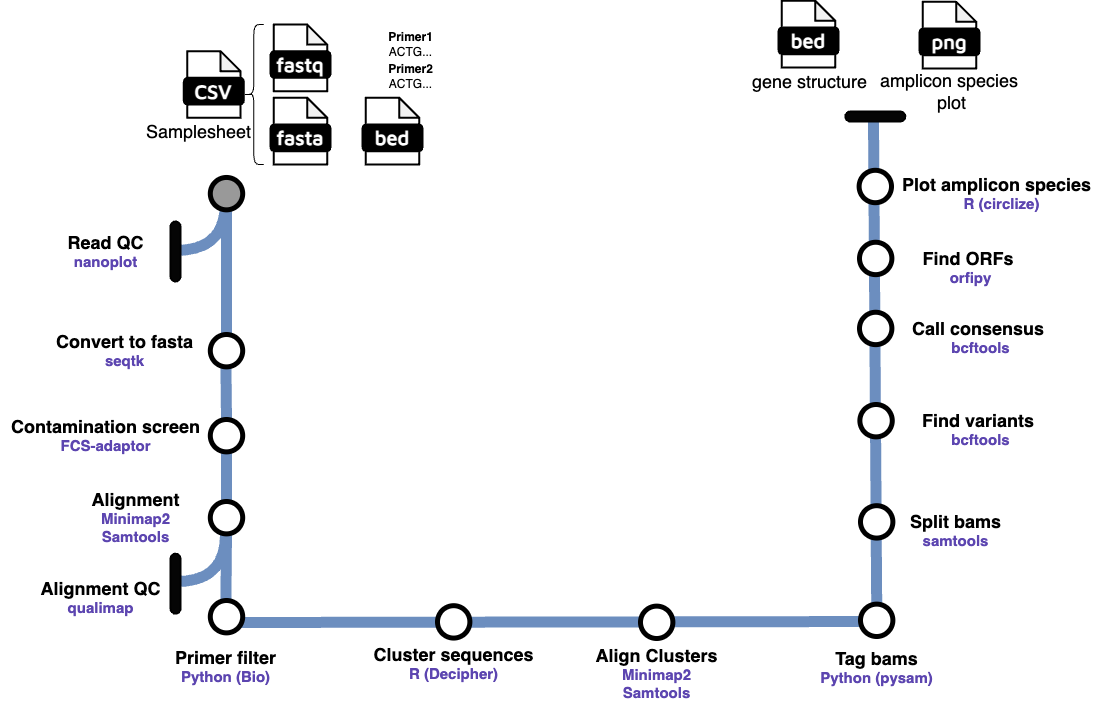 CSV
Samplesheet
fastq
fasta
Primer1
ACTG...
Primer2
ACTG...
bed
Read QC
nanoplot
Convert to fasta
seqtk
Contamination screen
FCS-adaptor
Alignment
Minimap2
Samtools
Alignment QC
qualimap
Primer filter
Python (Bio)
Cluster sequences
R (Decipher)
Align Clusters
Minimap2
Samtools
Tag bams
Python (pysam)
Split bams
samtools
Find variants
bcftools
Call consensus
bcftools
Find ORFs
orfipy
Plot amplicon species
R (circlize)
bed
gene structure
png
amplicon species
plot